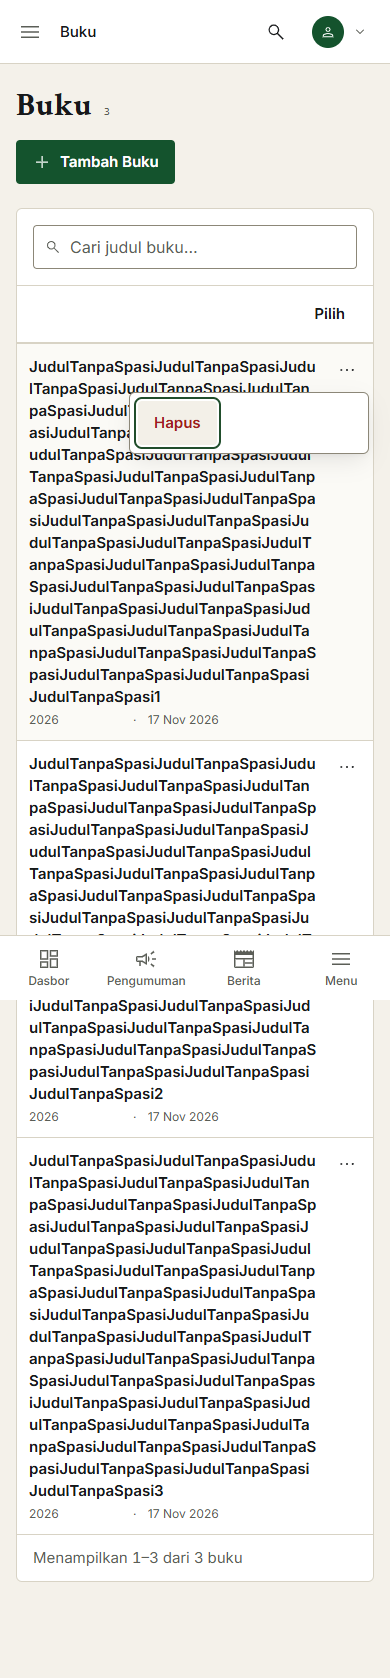 Buku
Buku 3
Tambah Buku
Cari judul buku...
Pilih
JudulTanpaSpasiJudulTanpaSpasiJudu
lTanpaSpasiJudulTanpaSpasiJudulTan
paSpasiJudulT
asiJudulTanp
Hapus
udulTanpaSpasiJudulTanpaSpasiJudul
TanpaSpasiJudulTanpaSpasiJudulTanp
aSpasiJudulTanpaSpasiJudulTanpaSpa
siJudulTanpaSpasiJudulTanpaSpasiJu
dulTanpaSpasiJudulTanpaSpasiJudulT
anpaSpasiJudulTanpaSpasiJudulTanpa
SpasiJudulTanpaSpasiJudulTanpaSpas
iJudulTanpaSpasiJudulTanpaSpasiJud
ulTanpaSpasiJudulTanpaSpasiJudulTa
npaSpasiJudulTanpaSpasiJudulTanpaS
pasiJudulTanpaSpasiJudulTanpaSpasi
JudulTanpaSpasi1
2026 · 17 Nov 2026
JudulTanpaSpasiJudulTanpaSpasiJudu
lTanpaSpasiJudulTanpaSpasiJudulTan
paSpasiJudulTanpaSpasiJudulTanpaSp
asiJudulTanpaSpasiJudulTanpaSpasiJ
udulTanpaSpasiJudulTanpaSpasiJudul
TanpaSpasiJudulTanpaSpasiJudulTanp
aSpasiJudulTanpaSpasiJudulTanpaSpa
siJudulTanpaSpasiJudulTanpaSpasiJu
Dasbor Pengumuman Berita Menu
iJudulTanpaSpasiJudulTanpaSpasiJud
ulTanpaSpasiJudulTanpaSpasiJudulTa
npaSpasiJudulTanpaSpasiJudulTanpaS
pasiJudulTanpaSpasiJudulTanpaSpasi
JudulTanpaSpasi2
2026 · 17 Nov 2026
JudulTanpaSpasiJudulTanpaSpasiJudu
lTanpaSpasiJudulTanpaSpasiJudulTan
paSpasiJudulTanpaSpasiJudulTanpaSp
asiJudulTanpaSpasiJudulTanpaSpasiJ
udulTanpaSpasiJudulTanpaSpasiJudul
TanpaSpasiJudulTanpaSpasiJudulTanp
aSpasiJudulTanpaSpasiJudulTanpaSpa
siJudulTanpaSpasiJudulTanpaSpasiJu
dulTanpaSpasiJudulTanpaSpasiJudulT
anpaSpasiJudulTanpaSpasiJudulTanpa
SpasiJudulTanpaSpasiJudulTanpaSpas
iJudulTanpaSpasiJudulTanpaSpasiJud
ulTanpaSpasiJudulTanpaSpasiJudulTa
npaSpasiJudulTanpaSpasiJudulTanpaS
pasiJudulTanpaSpasiJudulTanpaSpasi
JudulTanpaSpasi3
2026 · 17 Nov 2026
Menampilkan 1–3 dari 3 buku